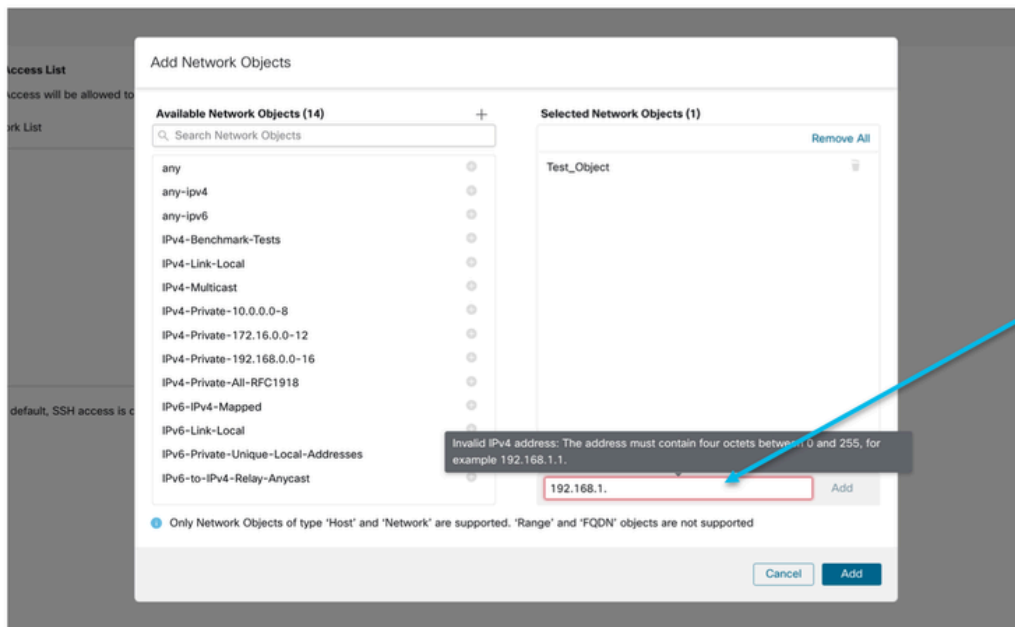 Add Network Objects
Access List
Access will be allowed to
ork List
default, SSH access is
Available Network Objects (14)
Search Network Objects
any
any-ipv4
any-ipv6
IPv4-Benchmark-Tests
IPv4-Link-Local
IPv4-Multicast
IPv4-Private-10.0.0.0-8
IPv4-Private-172.16.0.0-12
IPv4-Private-192.168.0.0-16
IPv4-Private-All-RFC1918
IPv6-IPv4-Mapped
IPv6-Link-Local
IPv6-Private-Unique-Local-Addresses
IPv6-to-IPv4-Relay-Anycast
Selected Network Objects (1)
Remove All
Test_Object
Invalid IPv4 address: The address must contain four octets between 0 and 255, for
example 192.168.1.1.
192.168.1.
Add
Only Network Objects of type 'Host' and 'Network' are supported. 'Range' and 'FQDN' objects are not supported
Cancel
Add